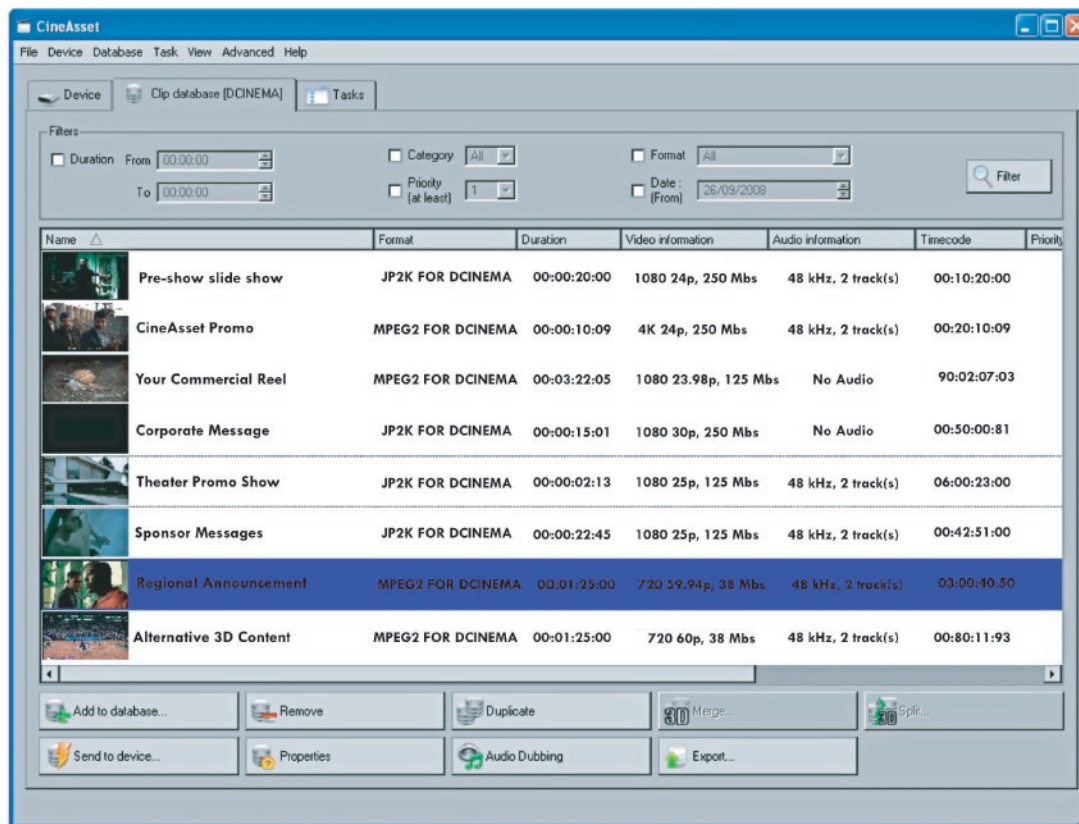 CineAsset
File Device Database Task View Advanced Help
Device Clip database [DCINEMA] Tasks
Filters
Duration From 00:00:00 Category All Format All Filter
To 00:00:00 Priority (at least) 1 Date : (From) 26/09/2008
Name Format Duration Video information Audio information Timecode Priority
Pre-show slide show JP2K FOR DCINEMA 00:00:20:00 1080 24p, 250 Mbs 48 kHz, 2 track(s) 00:10:20:00
CineAsset Promo MPEG2 FOR DCINEMA 00:00:10:09 4K 24p, 250 Mbs 48 kHz, 2 track(s) 00:20:10:09
Your Commercial Reel MPEG2 FOR DCINEMA 00:03:22:05 1080 23.98p, 125 Mbs No Audio 90:02:07:03
Corporate Message JP2K FOR DCINEMA 00:00:15:01 1080 30p, 250 Mbs No Audio 00:50:00:81
Theater Promo Show JP2K FOR DCINEMA 00:00:02:13 1080 25p, 125 Mbs 48 kHz, 2 track(s) 06:00:23:00
Sponsor Messages JP2K FOR DCINEMA 00:00:22:45 1080 25p, 125 Mbs 48 kHz, 2 track(s) 00:42:51:00
Regional Announcement MPEG2 FOR DCINEMA 00:01:25:00 720 59.94p, 38 Mbs 48 kHz, 2 track(s) 03:00:40:50
Alternative 3D Content MPEG2 FOR DCINEMA 00:01:25:00 720 60p, 38 Mbs 48 kHz, 2 track(s) 00:80:11:93
Add to database... Remove Duplicate 3D Merge... 3D Split...
Send to device... Properties Audio Dubbing Export...